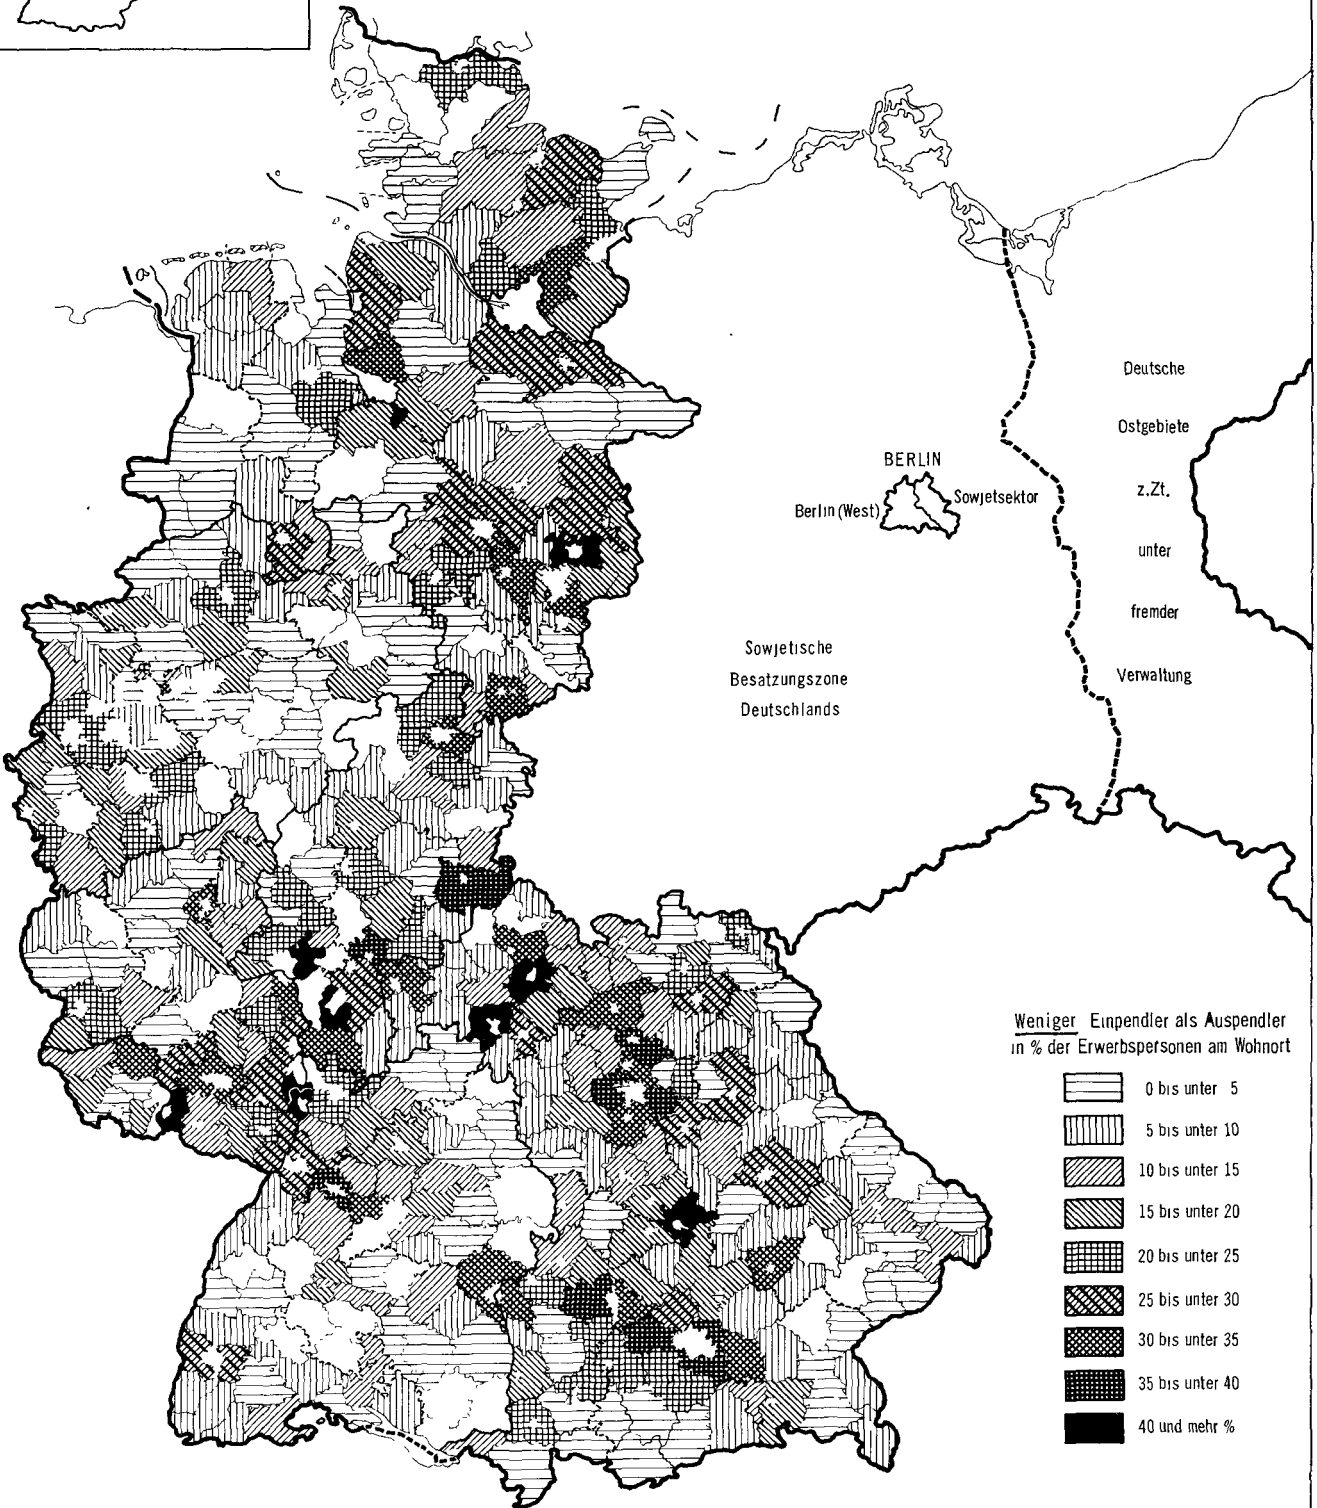 Deutsche
Ostgebiete
z.Zt.
unter
fremder
Verwaltung
BERLIN
Berlin (West)
Sowjetsektor
Sowjetische
Besatzungszone
Deutschlands
Weniger Einpendler als Auspendler
in % der Erwerbspersonen am Wohnort
0 bis unter 5
5 bis unter 10
10 bis unter 15
15 bis unter 20
20 bis unter 25
25 bis unter 30
30 bis unter 35
35 bis unter 40
40 und mehr %